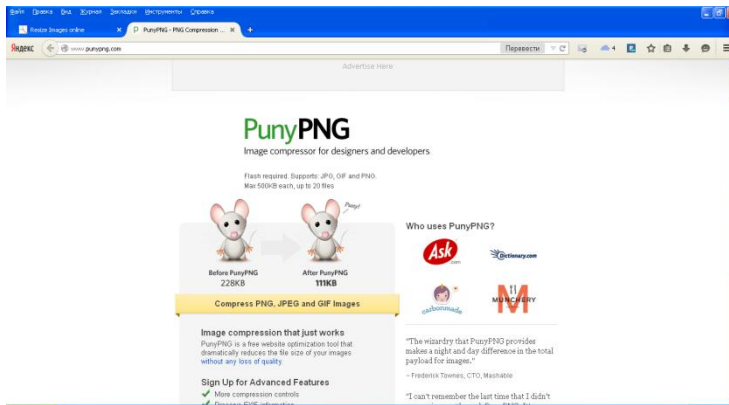 Файл Правка Вид Журнал Закладки Инструменты Справка
Resize Images online
PunyPNG - PNG Compression ...
Яндекс
www.punypng.com
Перевести
4
Advertise Here
PunyPNG
Image compressor for designers and developers
Flash required. Supports: JPG, GIF and PNG.
Max 500KB each, up to 20 files
Puny!
Before PunyPNG
228KB
After PunyPNG
111KB
Compress PNG, JPEG and GIF Images
Image compression that just works
PunyPNG is a free website optimization tool that
dramatically reduces the file size of your images
without any loss of quality.
Sign Up for Advanced Features
More compression controls
Who uses PunyPNG?
Ask
.com
Dictionary.com
carbonmade
MUNCHERY
"The wizardry that PunyPNG provides
makes a night and day difference in the total
payload for images."
– Frederick Townes, CTO, Mashable
"I can't remember the last time that I didn't